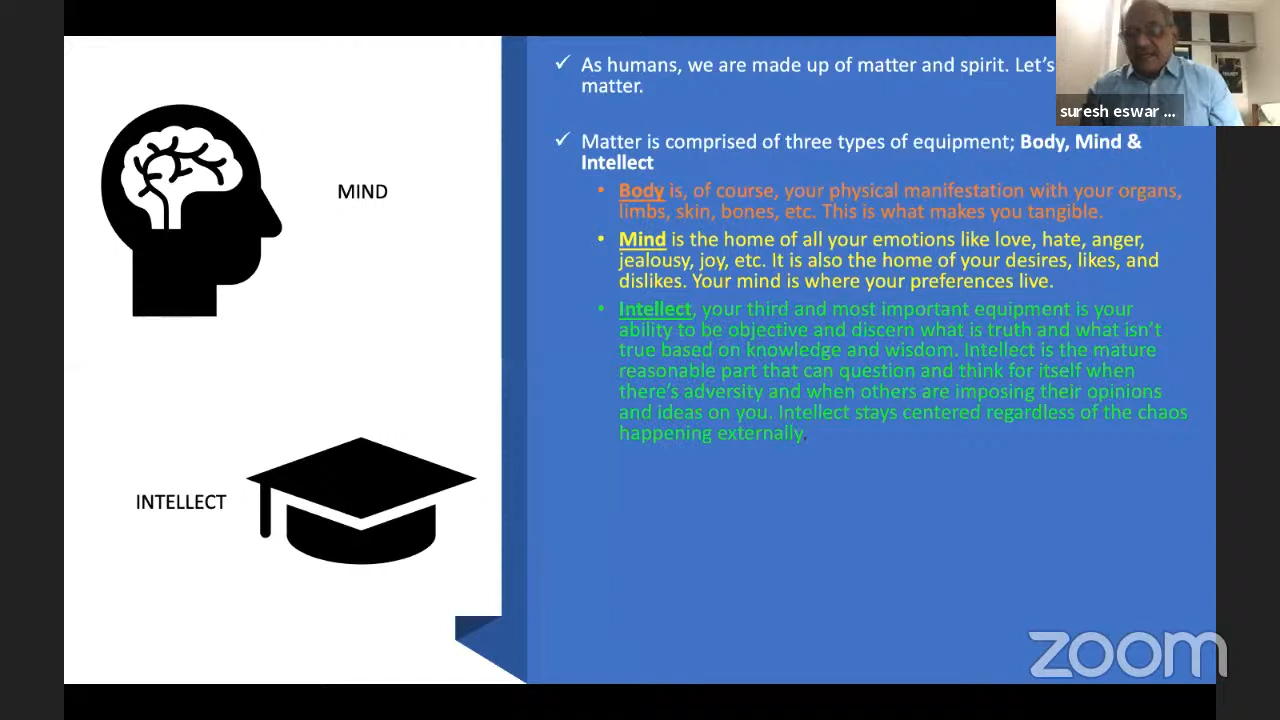 ✓ As humans, we are made up of matter and spirit. Let's
matter.
suresh eswar ...
✓ Matter is comprised of three types of equipment; Body, Mind &
Intellect
• Body is, of course, your physical manifestation with your organs,
limbs, skin, bones, etc. This is what makes you tangible.
• Mind is the home of all your emotions like love, hate, anger,
jealousy, joy, etc. It is also the home of your desires, likes, and
dislikes. Your mind is where your preferences live.
• Intellect, your third and most important equipment is your
ability to be objective and discern what is truth and what isn't
true based on knowledge and wisdom. Intellect is the mature
reasonable part that can question and think for itself when
there's adversity and when others are imposing their opinions
and ideas on you. Intellect stays centered regardless of the chaos
happening externally.
MIND
INTELLECT
zoom